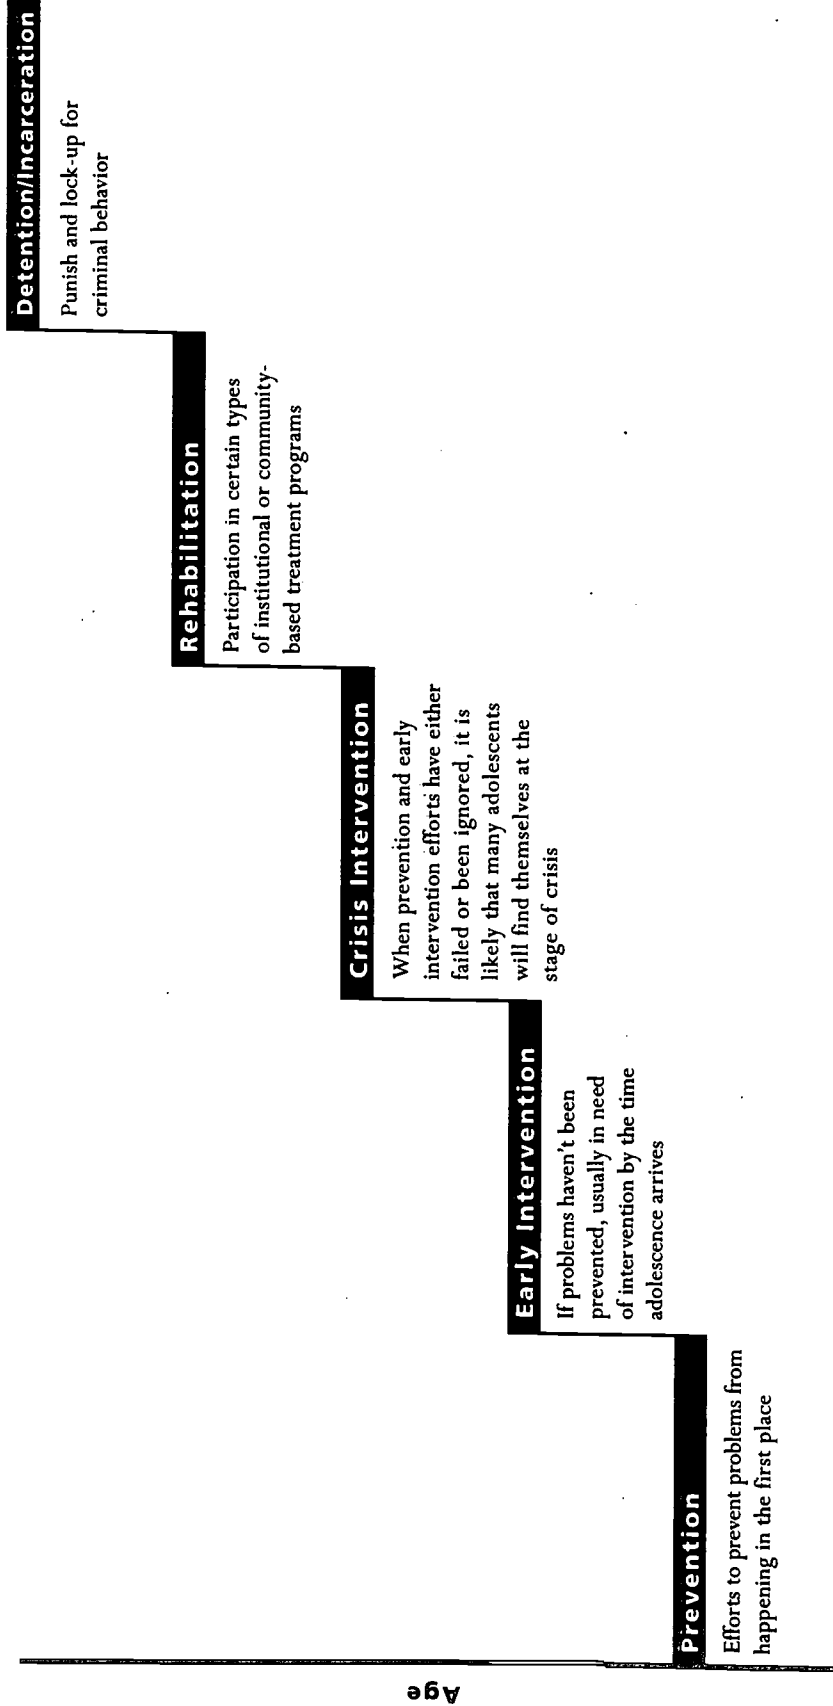 Detention/Incarceration
Punish and lock-up for
criminal behavior
Rehabilitation
Participation in certain types
of institutional or community-
based treatment programs
Crisis Intervention
When prevention and early
intervention efforts have either
failed or been ignored, it is
likely that many adolescents
will find themselves at the
stage of crisis
Early Intervention
If problems haven't been
prevented, usually in need
of intervention by the time
adolescence arrives
Prevention
Efforts to prevent problems from
happening in the first place
Age